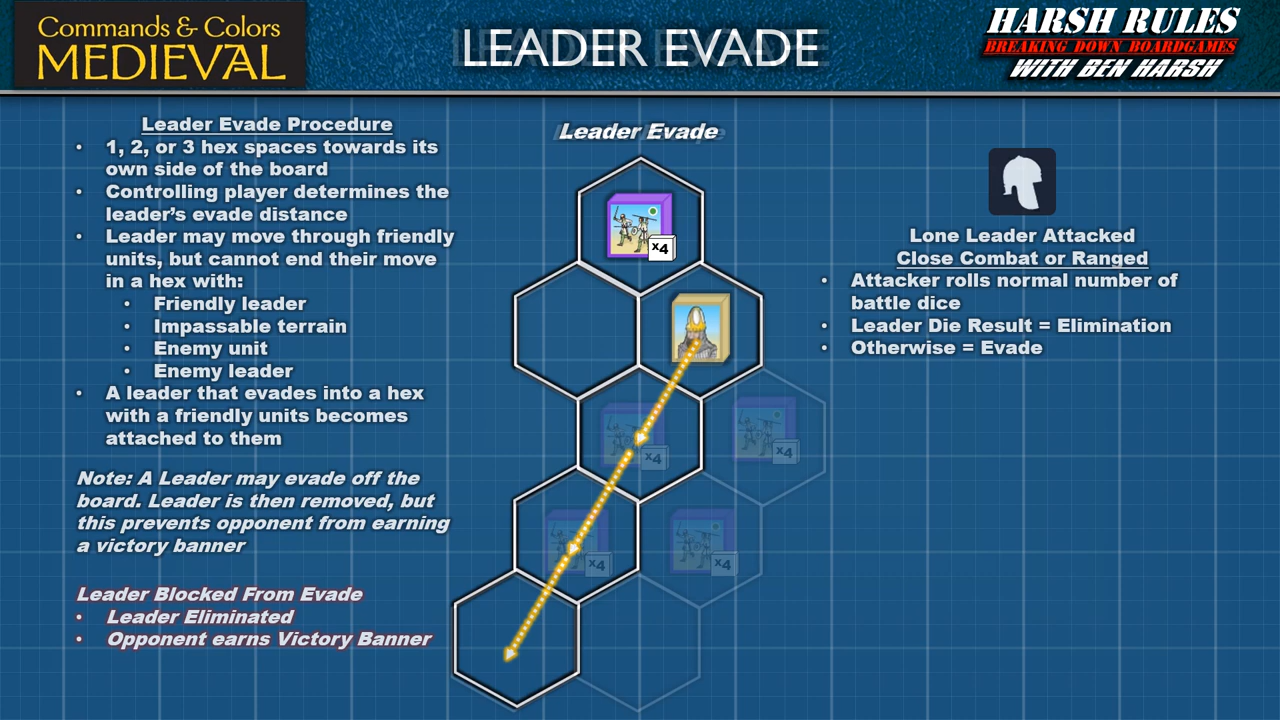 Commands & Colors
MEDIEVAL
LEADER EVADE
HARSH RULES
BREAKING DOWN BOARDGAMES
WITH BEN HARSH
Leader Evade Procedure
• 1, 2, or 3 hex spaces towards its
own side of the board
• Controlling player determines the
leader's evade distance
• Leader may move through friendly
units, but cannot end their move
in a hex with:
• Friendly leader
• Impassable terrain
• Enemy unit
• Enemy leader
• A leader that evades into a hex
with a friendly units becomes
attached to them
Note: A Leader may evade off the
board. Leader is then removed, but
this prevents opponent from earning
a victory banner
Leader Blocked From Evade
• Leader Eliminated
• Opponent earns Victory Banner
Leader Evade
x4
x4
x4
x4
x4
Lone Leader Attacked
Close Combat or Ranged
• Attacker rolls normal number of
battle dice
• Leader Die Result = Elimination
• Otherwise = Evade